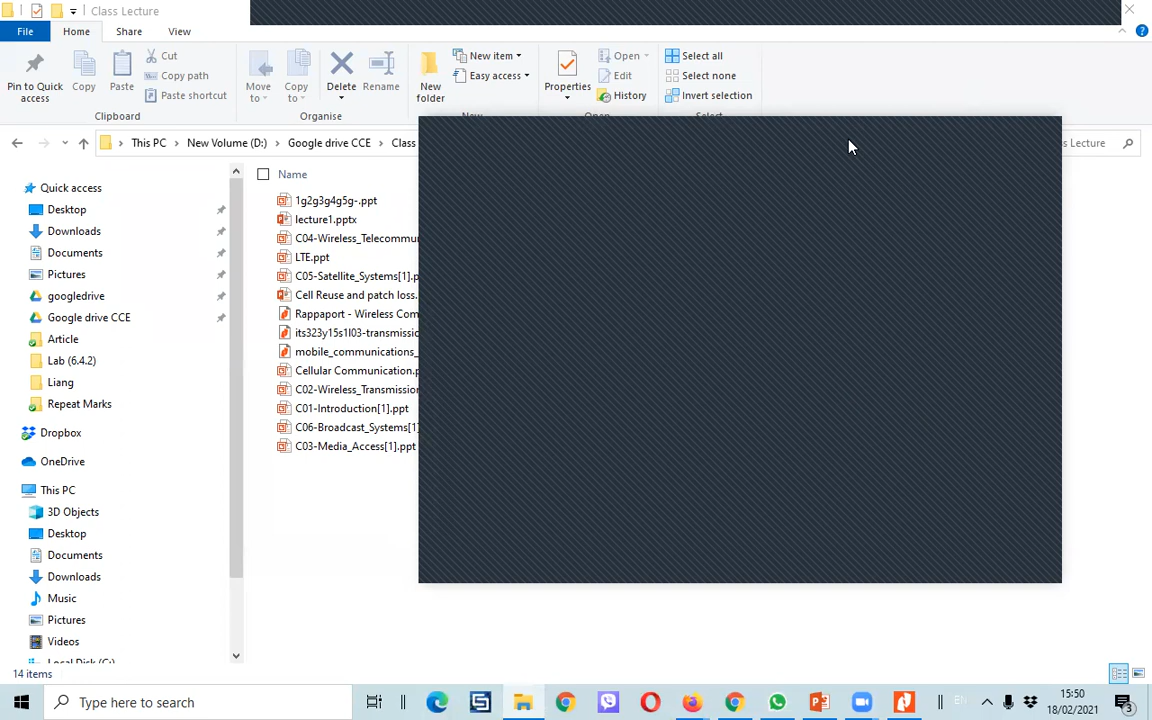 Class Lecture
File Home Share View
Pin to Quick access
Copy
Paste
Cut
Copy path
Paste shortcut
Clipboard
Move to
Copy to
Delete
Rename
Organise
New folder
New item
Easy access
Properties
Open
Edit
History
Select all
Select none
Invert selection
This PC New Volume (D:) Google drive CCE Class
Lecture
Name
Quick access
Desktop
Downloads
Documents
Pictures
googledrive
Google drive CCE
Article
Lab (6.4.2)
Liang
Repeat Marks
Dropbox
OneDrive
This PC
3D Objects
Desktop
Documents
Downloads
Music
Pictures
Videos
Local Disk (C:)
1g2g3g4g5g-.ppt
lecture1.pptx
C04-Wireless_Telecommu
LTE.ppt
C05-Satellite_Systems[1].p
Cell Reuse and patch loss.
Rappaport - Wireless Com
its323y15s1l03-transmissio
mobile_communications_
Cellular Communication.p
C02-Wireless_Transmission
C01-Introduction[1].ppt
C06-Broadcast_Systems[1]
C03-Media_Access[1].ppt
14 items
Type here to search
EN
15:50
18/02/2021
3